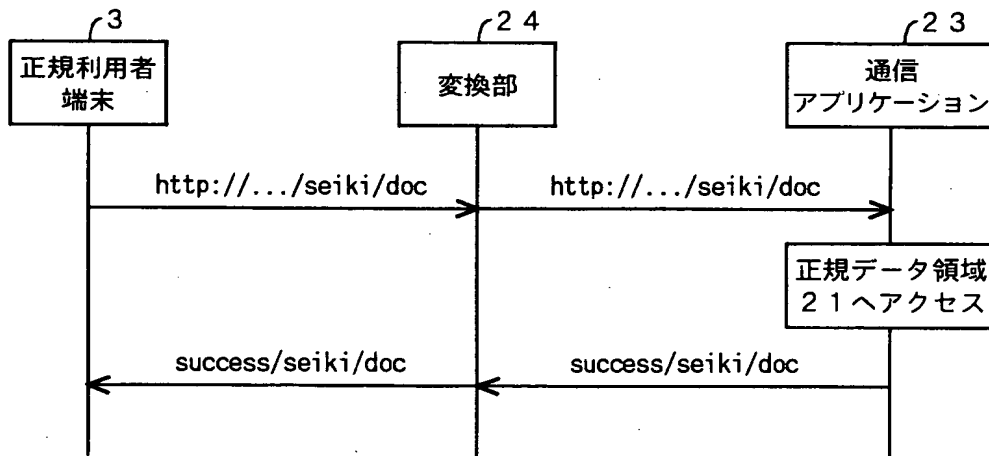 3
正規利用者
端末
24
変換部
23
通信
アプリケーション
http://.../seiki/doc
http://.../seiki/doc
正規データ領域
21へアクセス
success/seiki/doc
success/seiki/doc